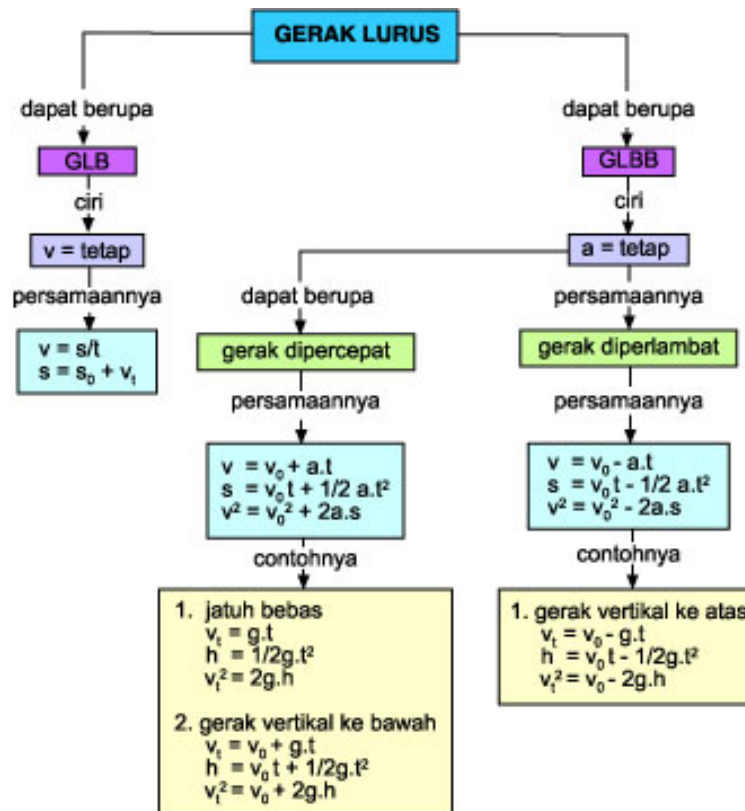 GERAK LURUS
dapat berupa
GLB
ciri
v = tetap
persamaannya
v = s/t
s = s₀ + vₜ
dapat berupa
GLBB
ciri
a = tetap
dapat berupa
gerak dipercepat
persamaannya
v = v₀ + a.t
s = v₀t + 1/2 a.t²
v² = v₀² + 2a.s
contohnya
1. jatuh bebas
vₜ = g.t
h = 1/2g.t²
vₜ² = 2g.h
2. gerak vertikal ke bawah
vₜ = v₀ + g.t
h = v₀t + 1/2g.t²
vₜ² = v₀ + 2g.h
persamaannya
gerak diperlambat
persamaannya
v = v₀ - a.t
s = v₀t - 1/2 a.t²
v² = v₀² - 2a.s
contohnya
1. gerak vertikal ke atas
vₜ = v₀ - g.t
h = v₀t - 1/2g.t²
vₜ² = v₀ - 2g.h